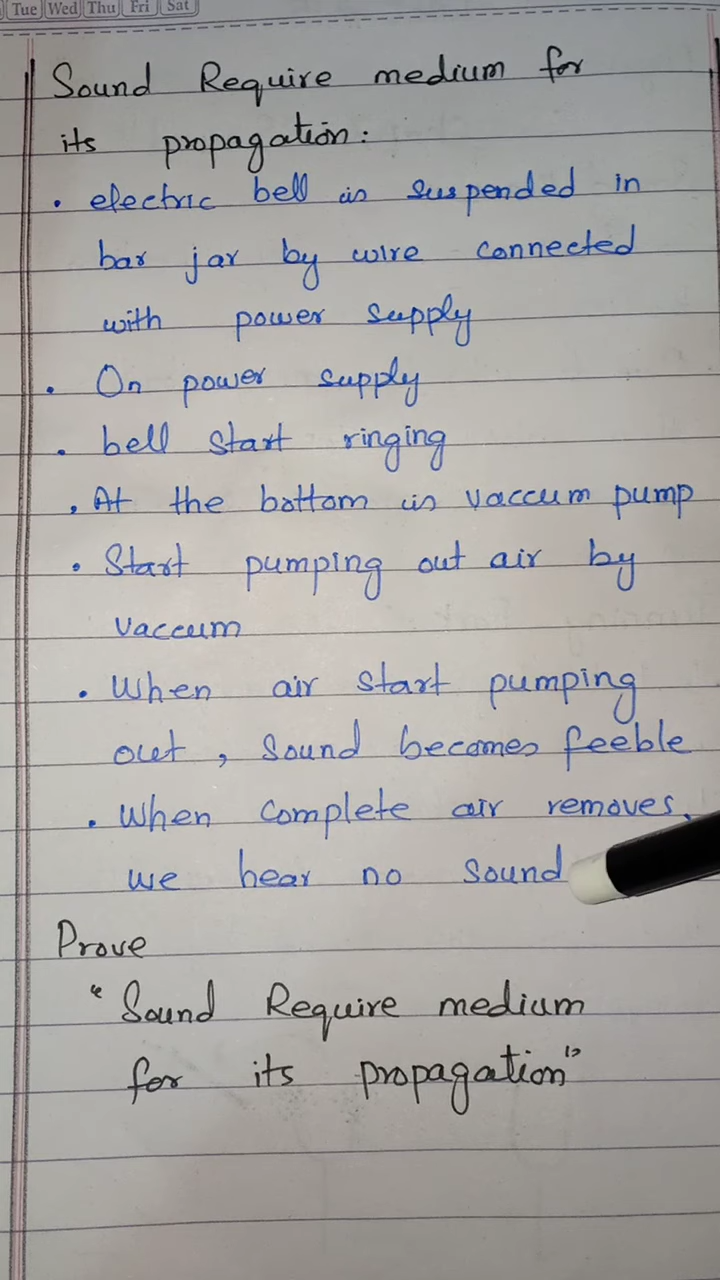 Tue Wed Thu Fri Sat
Sound Require medium for
its propagation:
• electric bell is suspended in
bar jar by wire connected
with power supply
• On power supply
• bell start ringing
• At the bottom is vaccum pump
• Start pumping out air by
vaccum
• When air start pumping
out, sound becomes feeble
• When complete air removes,
we hear no sound
Prove
“Sound Require medium
for its propagation”